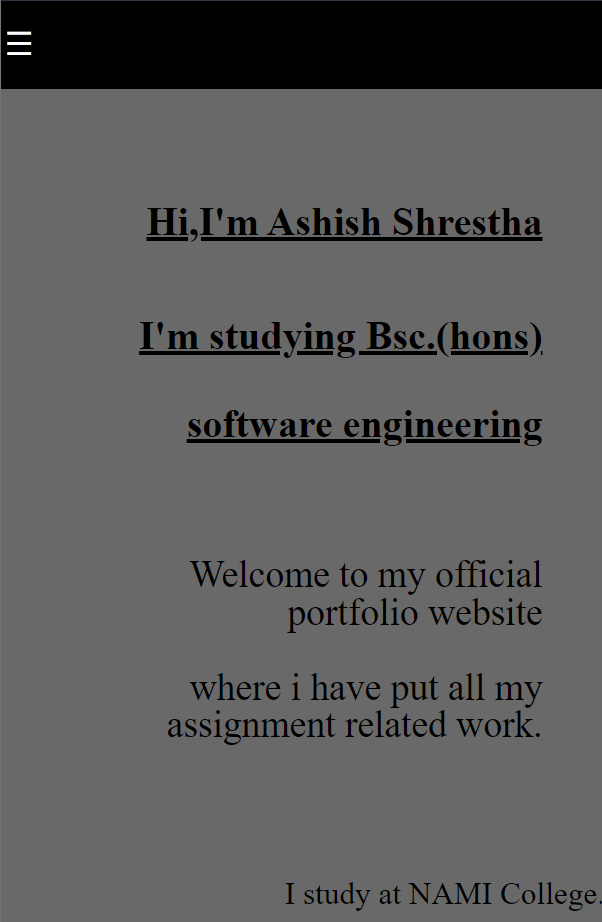 Hi,I'm Ashish Shrestha
I'm studying Bsc.(hons)
software engineering
Welcome to my official
portfolio website
where i have put all my
assignment related work.
I study at NAMI College.